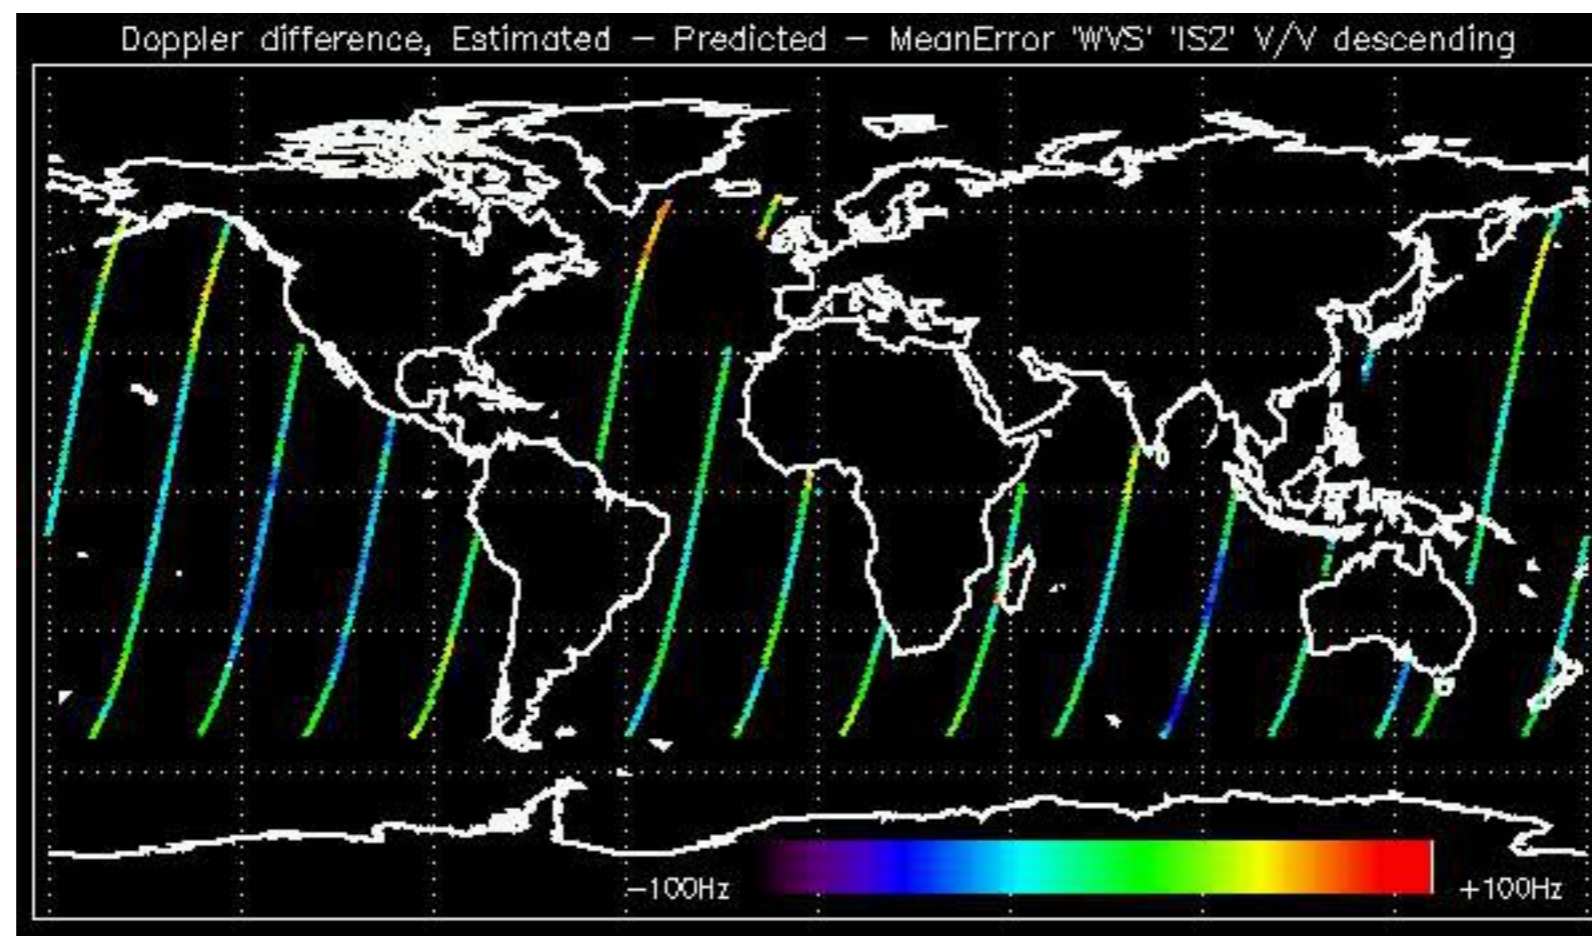 Doppler difference, Estimated – Predicted – MeanError 'WVS' 'IS2' V/V descending
–100Hz
+100Hz